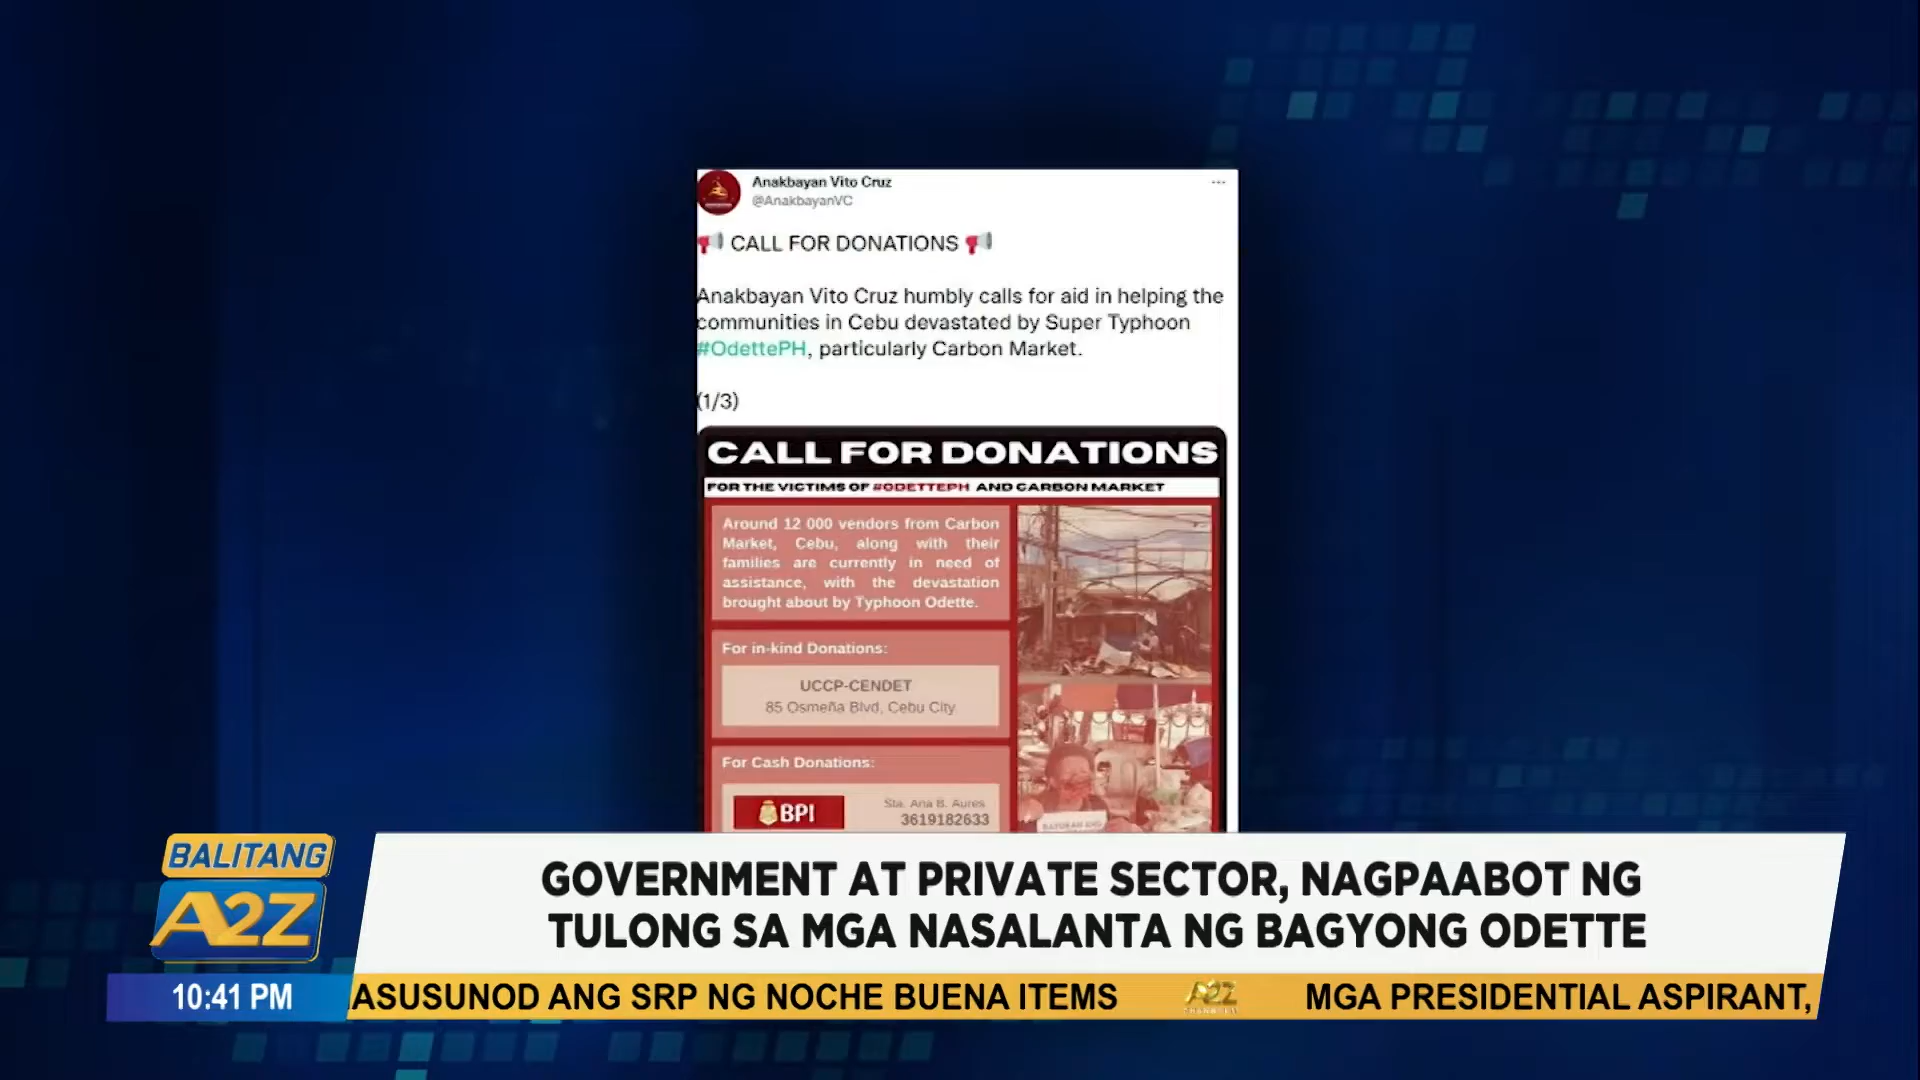 Anakbayan Vito Cruz
@AnakbayanVC
CALL FOR DONATIONS
Anakbayan Vito Cruz humbly calls for aid in helping the
communities in Cebu devastated by Super Typhoon
#OdettePH, particularly Carbon Market.
(1/3)
CALL FOR DONATIONS
FOR THE VICTIMS OF #ODETTEPH AND CARBON MARKET
Around 12 000 vendors from Carbon
Market, Cebu, along with their
families are currently in need of
assistance, with the devastation
brought about by Typhoon Odette.
For in-kind Donations:
UCCP-CENDET
85 Osmeña Blvd, Cebu City
For Cash Donations:
BPI
Sta. Ana B. Aures
3619182633
BALITANG
A2Z
GOVERNMENT AT PRIVATE SECTOR, NAGPAABOT NG
TULONG SA MGA NASALANTA NG BAGYONG ODETTE
10:41 PM
ASUSUNOD ANG SRP NG NOCHE BUENA ITEMS
A2Z
MGA PRESIDENTIAL ASPIRANT,